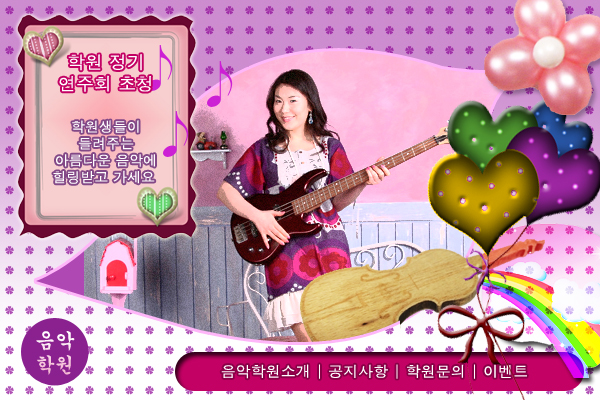 학원 정기
연주회 초청
학원생들이
들려주는
아름다운 음악에
힐링받고 가세요
음악
학원
음악학원소개 | 공지사항 | 학원문의 | 이벤트